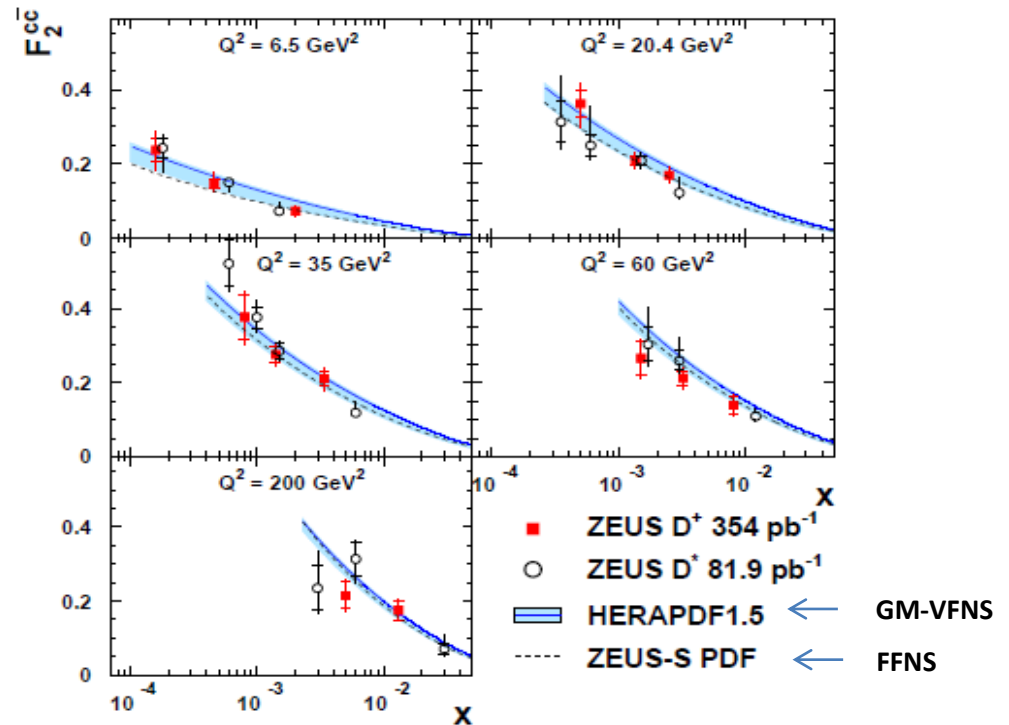 F₂^cc̄
Q² = 6.5 GeV²
Q² = 20.4 GeV²
0.4
0.2
0
Q² = 35 GeV²
Q² = 60 GeV²
0.4
0.2
0
Q² = 200 GeV²
10⁻⁴ 10⁻³ 10⁻²
X
0.4
0.2
0
10⁻⁴ 10⁻³ 10⁻²
X
ZEUS D⁺ 354 pb⁻¹
ZEUS D* 81.9 pb⁻¹
HERAPDF1.5 GM-VFNS
ZEUS-S PDF FFNS